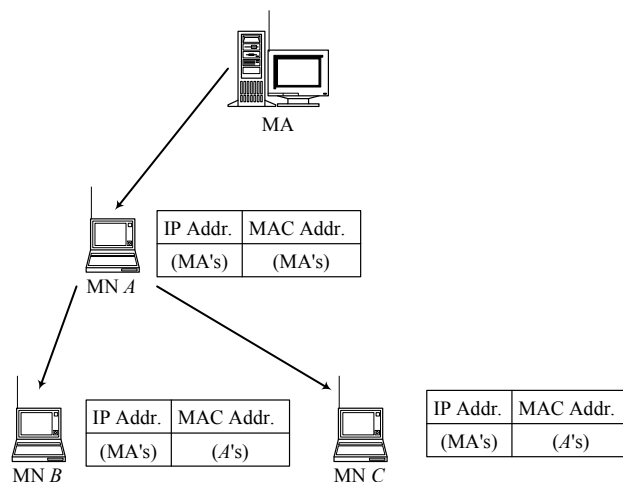 MA
IP Addr. MAC Addr.
(MA's) (MA's)
MN A
IP Addr. MAC Addr.
(MA's) (A's)
MN B
IP Addr. MAC Addr.
(MA's) (A's)
MN C